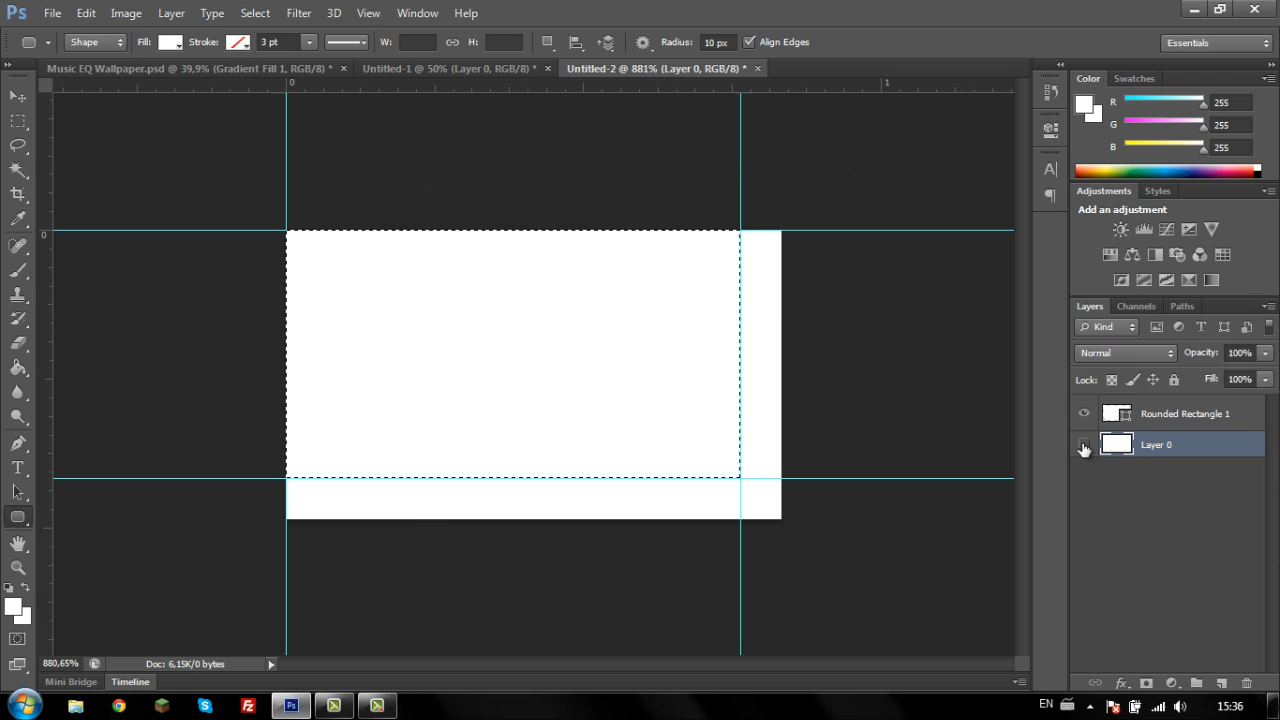 Ps File Edit Image Layer Type Select Filter 3D View Window Help
Shape Fill: Stroke: 3 pt W: H: Radius: 10 px Align Edges Essentials
Music EQ Wallpaper.psd @ 39,9% (Gradient Fill 1, RGB/8) * × Untitled-1 @ 50% (Layer 0, RGB/8) * × Untitled-2 @ 881% (Layer 0, RGB/8) * ×
0 1
0
Color Swatches
R 255
G 255
B 255
Adjustments Styles
Add an adjustment
Layers Channels Paths
Kind
Normal Opacity: 100%
Lock: Fill: 100%
Rounded Rectangle 1
Layer 0
880,65% Doc: 6,15K/0 bytes
Mini Bridge Timeline
EN 15:36